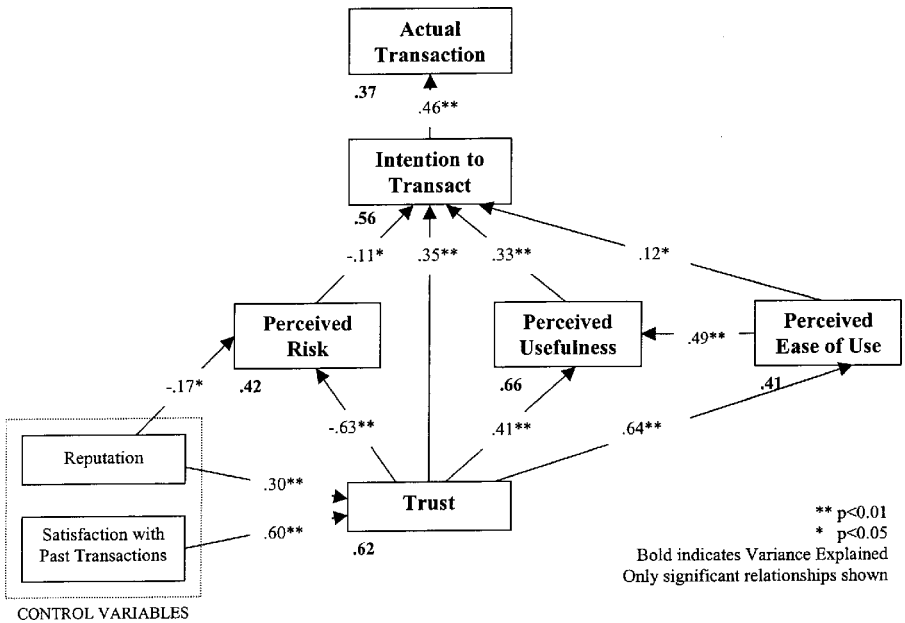 Actual
Transaction
.37
.46**
Intention to
Transact
.56
-.11*
.35**
.33**
.12*
Perceived
Risk
.42
Perceived
Usefulness
.66
.49**
Perceived
Ease of Use
.41
-.17*
-.63**
.41**
.64**
Reputation
.30**
Trust
.62
Satisfaction with
Past Transactions
.60**
CONTROL VARIABLES
** p<0.01
* p<0.05
Bold indicates Variance Explained
Only significant relationships shown